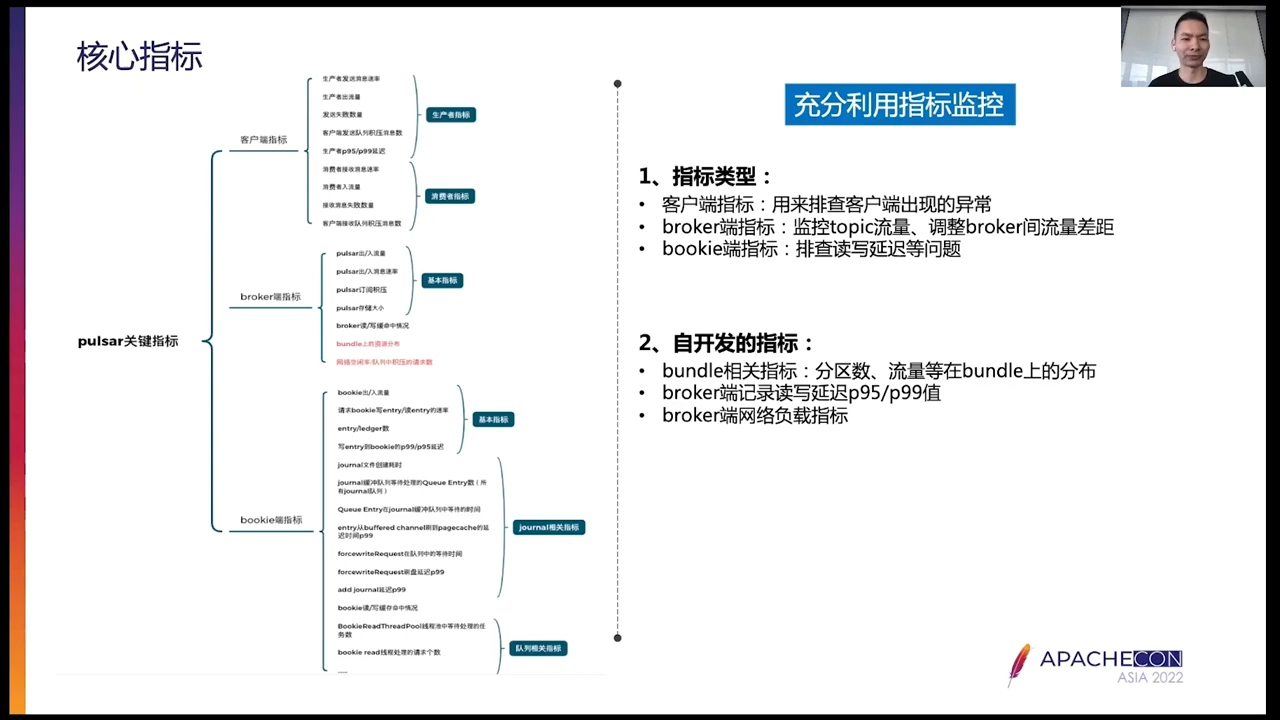 核心指标
生产者发送消息速率
生产者出流量
发送失败数量
客户端发送队列积压消息数
生产者p95/p99延迟
生产者指标
客户端指标
消费者接收消息速率
消费者入流量
接收消息失败数量
客户端接收队列积压消息数
消费者指标
pulsar出/入流量
pulsar出/入消息速率
pulsar订阅积压
pulsar存储大小
基本指标
broker端指标
broker读/写缓命中情况
bundle上的资源分布
网络空闲率:队列中积压的请求数
pulsar关键指标
bookie出/入流量
请求bookie写entry/读entry的速率
entry/ledger数
写entry到bookie的p99/p95延迟
基本指标
journal文件创建耗时
journal缓冲队列等待处理的Queue Entry数（所
有journal队列）
Queue Entry在journal缓冲队列中等待的时间
entry从buffered channel刷到pagecache的延
迟时间p99
forcewriteRequest在队列中的等待时间
forcewriteRequest刷盘延迟p99
add journal延迟p99
journal相关指标
bookie端指标
bookie读/写缓存命中情况
BookieReadThreadPool线程池中等待处理的任
务数
bookie read线程处理的请求个数
队列相关指标
充分利用指标监控
1、指标类型：
• 客户端指标：用来排查客户端出现的异常
• broker端指标：监控topic流量、调整broker间流量差距
• bookie端指标：排查读写延迟等问题
2、自开发的指标：
• bundle相关指标：分区数、流量等在bundle上的分布
• broker端记录读写延迟p95/p99值
• broker端网络负载指标
APACHECON
ASIA 2022